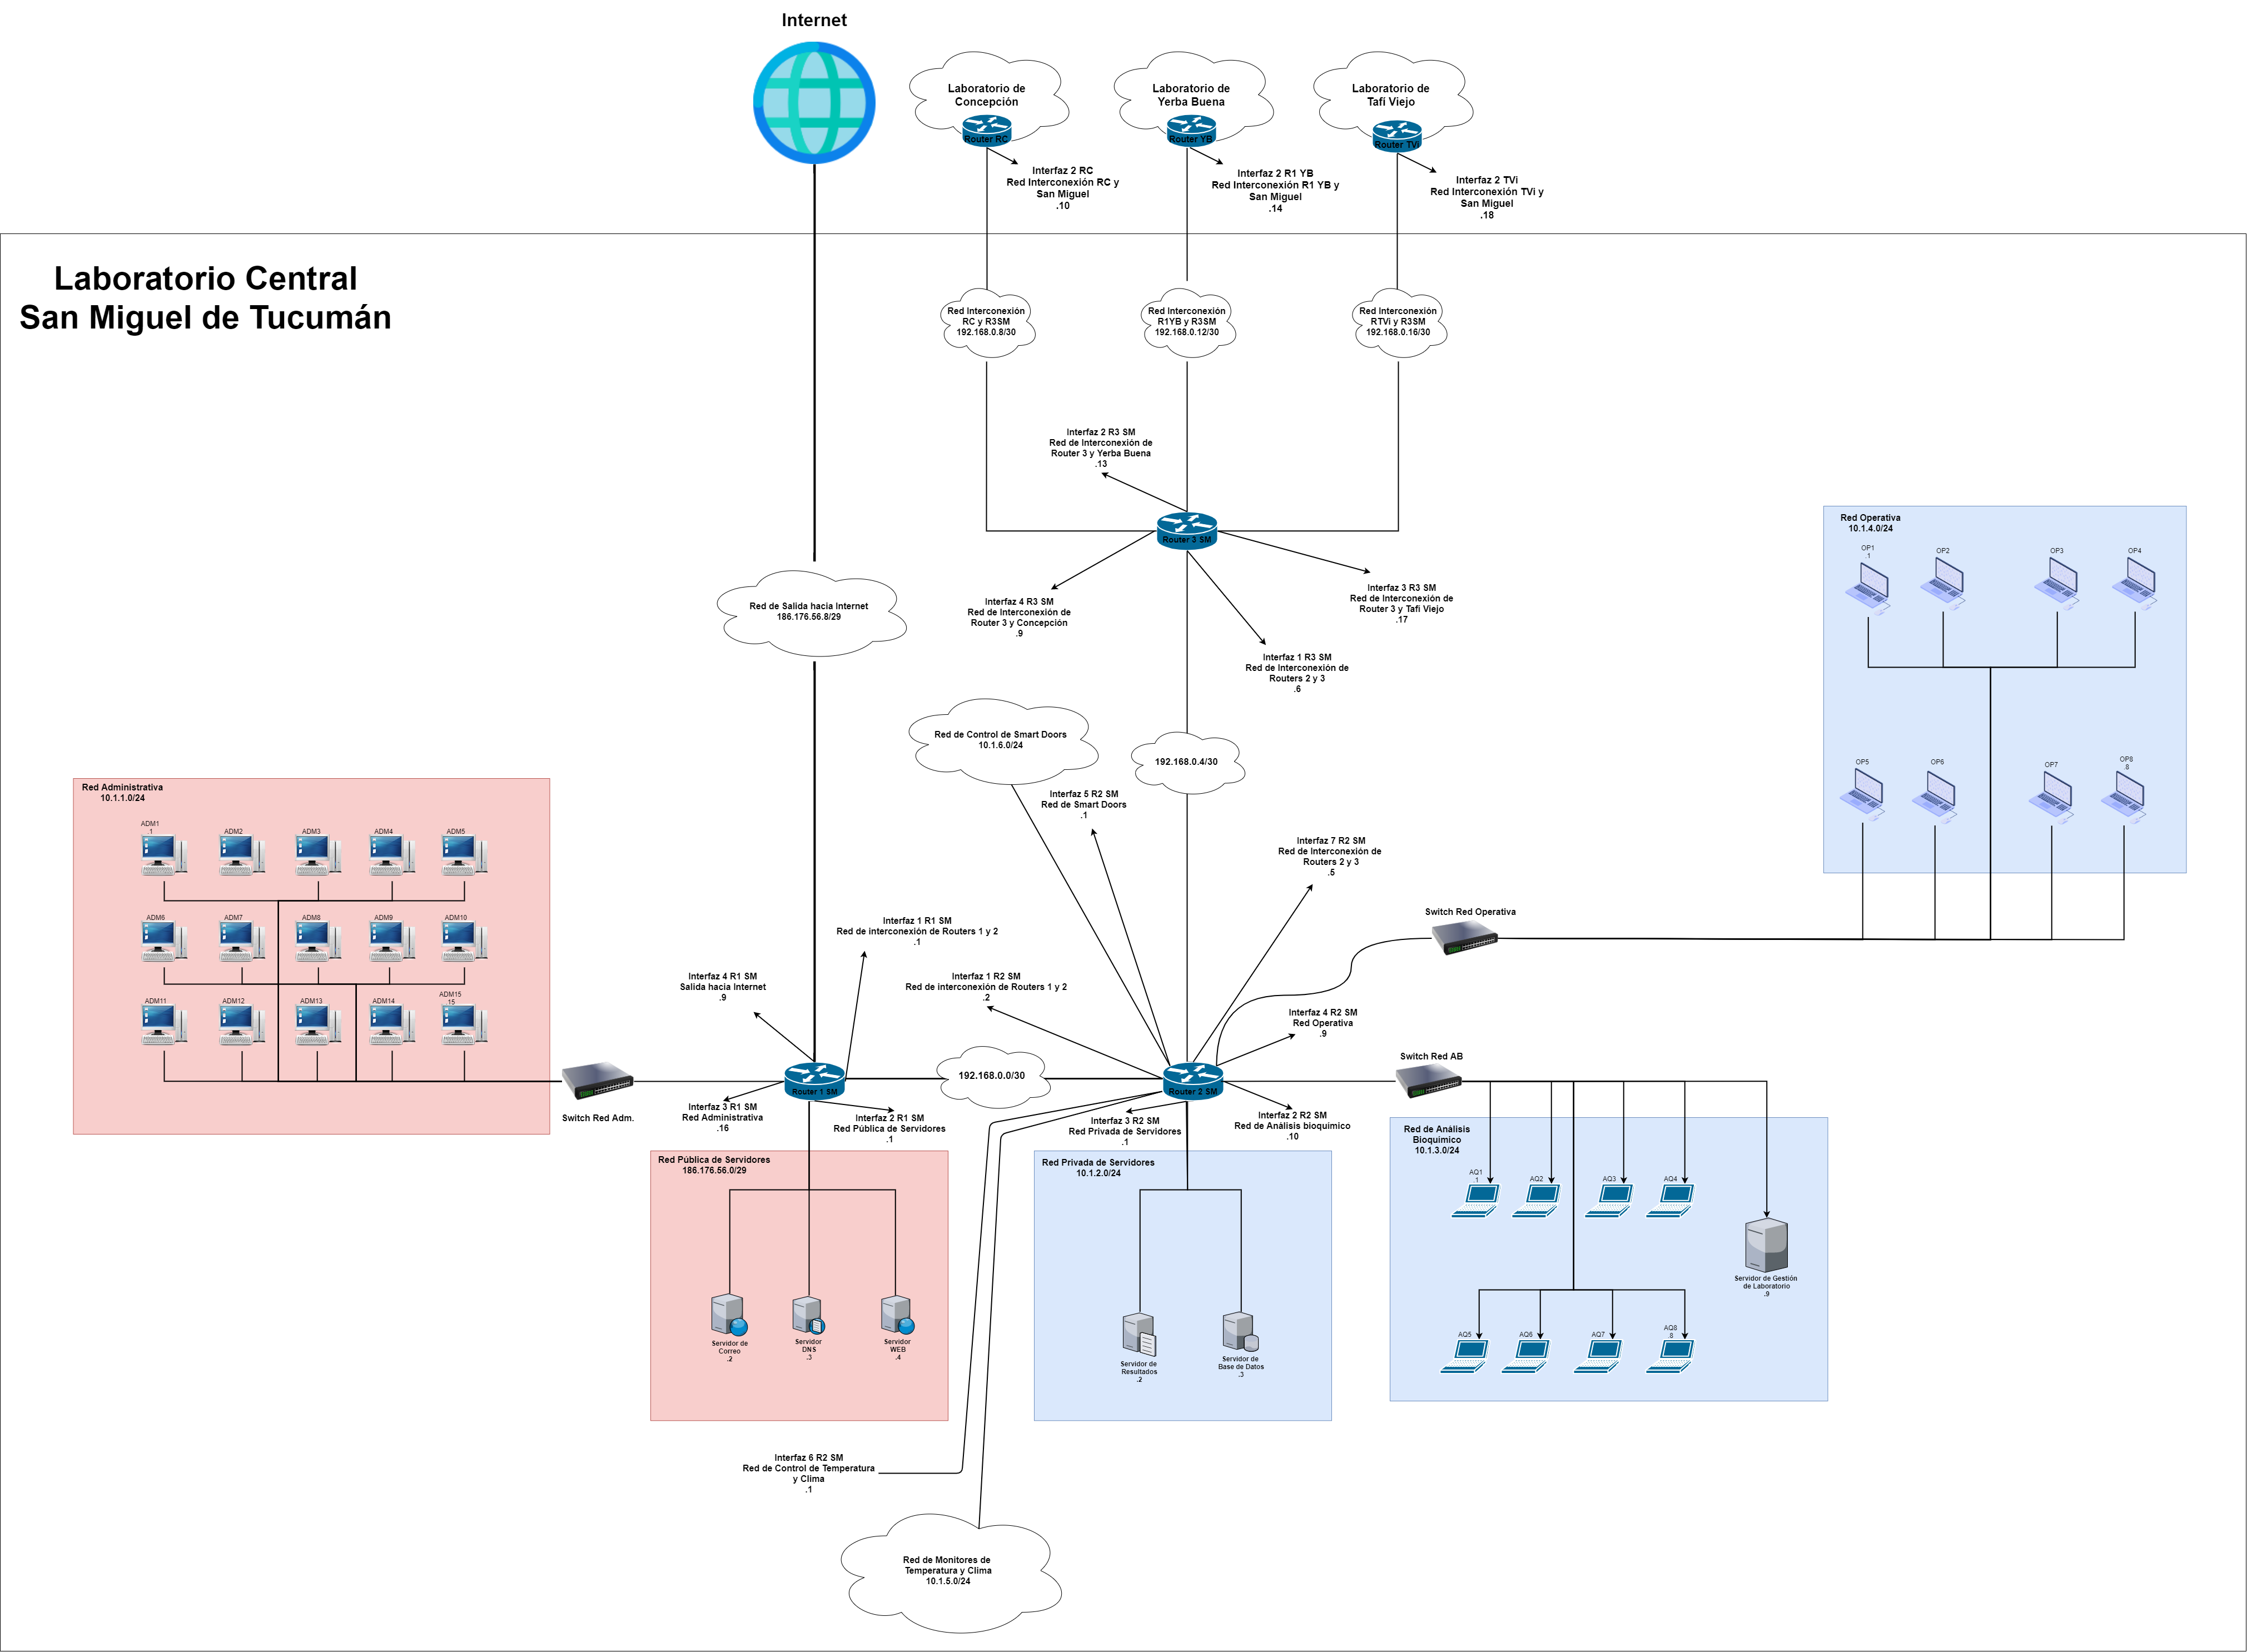 Internet
Laboratorio de
Concepción
Router RC
Laboratorio de
Yerba Buena
Router YB
Laboratorio de
Tafí Viejo
Router TVi
Interfaz 2 RC
Red Interconexión RC y
San Miguel
.10
Interfaz 2 R1 YB
Red Interconexión R1 YB y
San Miguel
.14
Interfaz 2 TVi
Red Interconexión TVi y
San Miguel
.18
Laboratorio Central
San Miguel de Tucumán
Red Interconexión
RC y R3SM
192.168.0.8/30
Red Interconexión
R1YB y R3SM
192.168.0.12/30
Red Interconexión
RTVi y R3SM
192.168.0.16/30
Interfaz 2 R3 SM
Red de Interconexión de
Router 3 y Yerba Buena
.13
Router 3 SM
Interfaz 4 R3 SM
Red de Interconexión de
Router 3 y Concepción
.9
Interfaz 3 R3 SM
Red de Interconexión de
Router 3 y Tafí Viejo
.17
Interfaz 1 R3 SM
Red de Interconexión de
Routers 2 y 3
.6
Red de Salida hacia Internet
186.176.56.8/29
Red Operativa
10.1.4.0/24
OP1
.1
OP2
OP3
OP4
OP5
OP6
OP7
OP8
.8
Red de Control de Smart Doors
10.1.6.0/24
192.168.0.4/30
Interfaz 5 R2 SM
Red de Smart Doors
.1
Interfaz 7 R2 SM
Red de Interconexión de
Routers 2 y 3
.5
Red Administrativa
10.1.1.0/24
ADM1
.1
ADM2
ADM3
ADM4
ADM5
ADM6
ADM7
ADM8
ADM9
ADM10
ADM11
ADM12
ADM13
ADM14
ADM15
15
Switch Red Operativa
Interfaz 1 R1 SM
Red de interconexión de Routers 1 y 2
.1
Interfaz 4 R1 SM
Salida hacia Internet
.9
Interfaz 1 R2 SM
Red de interconexión de Routers 1 y 2
.2
Interfaz 4 R2 SM
Red Operativa
.9
Switch Red AB
Switch Red Adm.
Router 1 SM
192.168.0.0/30
Router 2 SM
Interfaz 3 R1 SM
Red Administrativa
.16
Interfaz 2 R1 SM
Red Pública de Servidores
.1
Interfaz 3 R2 SM
Red Privada de Servidores
.1
Interfaz 2 R2 SM
Red de Análisis bioquímico
.10
Red Pública de Servidores
186.176.56.0/29
Servidor de
Correo
.2
Servidor
DNS
.3
Servidor
WEB
.4
Red Privada de Servidores
10.1.2.0/24
Servidor de
Resultados
.2
Servidor de
Base de Datos
.3
Red de Análisis
Bioquímico
10.1.3.0/24
AQ1
.1
AQ2
AQ3
AQ4
Servidor de Gestión
de Laboratorio
.9
AQ5
AQ6
AQ7
AQ8
.8
Interfaz 6 R2 SM
Red de Control de Temperatura
y Clima
.1
Red de Monitores de
Temperatura y Clima
10.1.5.0/24